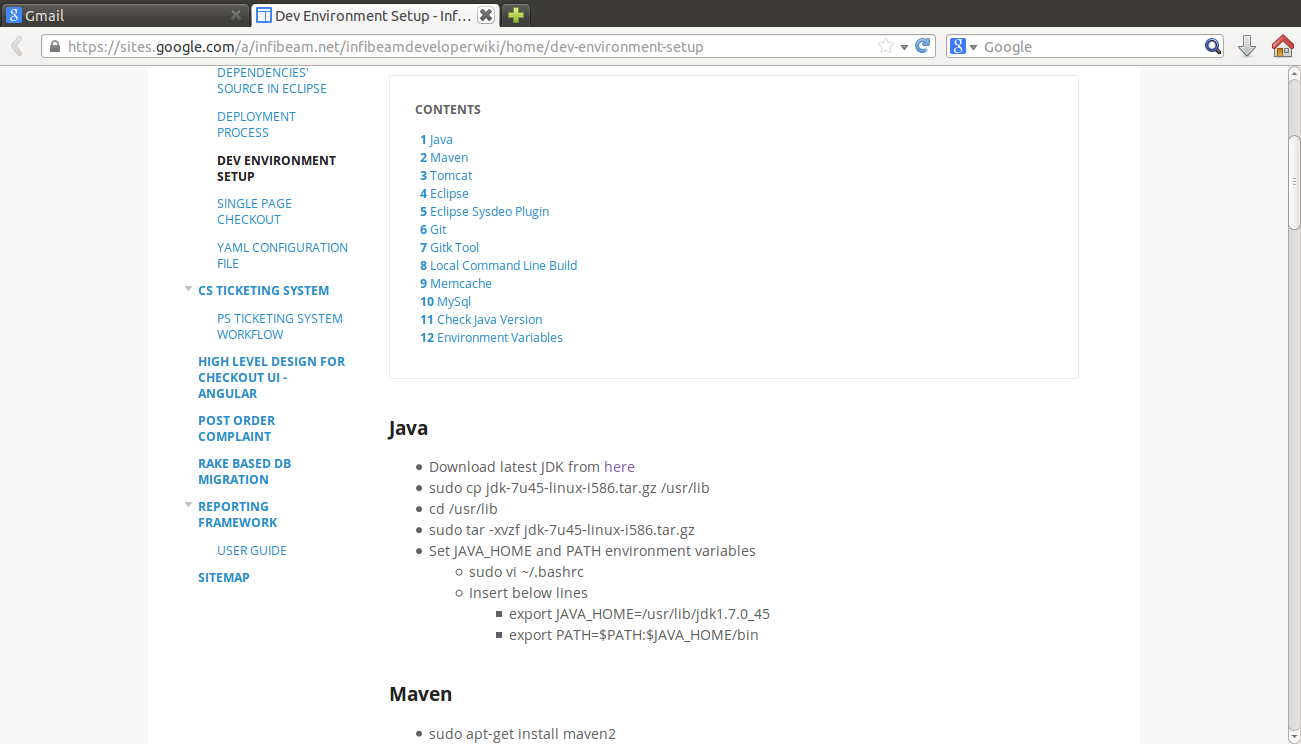 Gmail
Dev Environment Setup - Inf...
https://sites.google.com/a/infibeam.net/infibeamdeveloperwiki/home/dev-environment-setup
Google
DEPENDENCIES'
SOURCE IN ECLIPSE
DEPLOYMENT
PROCESS
DEV ENVIRONMENT
SETUP
SINGLE PAGE
CHECKOUT
YAML CONFIGURATION
FILE
CS TICKETING SYSTEM
PS TICKETING SYSTEM
WORKFLOW
HIGH LEVEL DESIGN FOR
CHECKOUT UI -
ANGULAR
POST ORDER
COMPLAINT
RAKE BASED DB
MIGRATION
REPORTING
FRAMEWORK
USER GUIDE
SITEMAP
CONTENTS
1 Java
2 Maven
3 Tomcat
4 Eclipse
5 Eclipse Sysdeo Plugin
6 Git
7 Gitk Tool
8 Local Command Line Build
9 Memcache
10 MySql
11 Check Java Version
12 Environment Variables
Java
Download latest JDK from here
sudo cp jdk-7u45-linux-i586.tar.gz /usr/lib
cd /usr/lib
sudo tar -xvzf jdk-7u45-linux-i586.tar.gz
Set JAVA_HOME and PATH environment variables
sudo vi ~/.bashrc
Insert below lines
export JAVA_HOME=/usr/lib/jdk1.7.0_45
export PATH=$PATH:$JAVA_HOME/bin
Maven
sudo apt-get install maven2